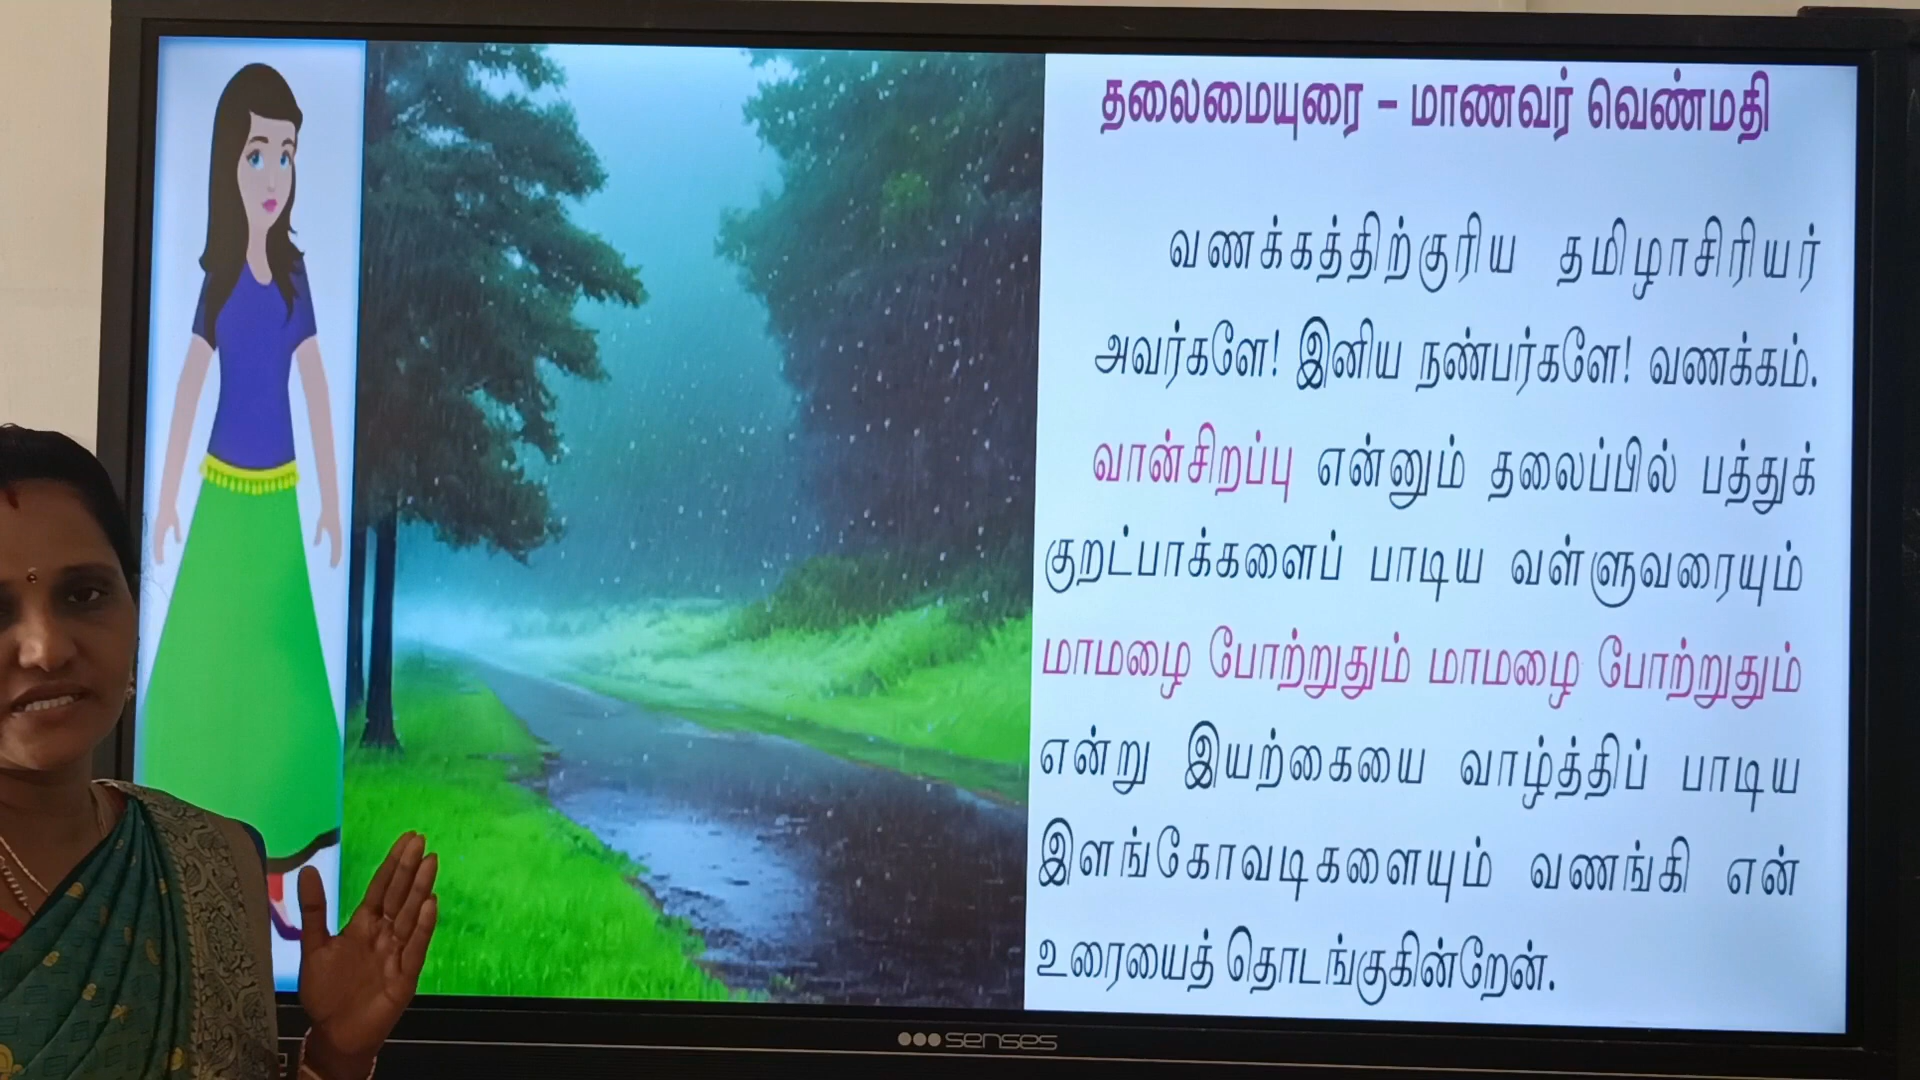 தலைமையுரை – மாணவர் வெண்மதி
வணக்கத்திற்குரிய தமிழாசிரியர்
அவர்களே! இனிய நண்பர்களே! வணக்கம்.
வான்சிறப்பு என்னும் தலைப்பில் பத்துக்
குறட்பாக்களைப் பாடிய வள்ளுவரையும்
மாமழை போற்றுதும் மாமழை போற்றுதும்
என்று இயற்கையை வாழ்த்திப் பாடிய
இளங்கோவடிகளையும் வணங்கி என்
உரையைத் தொடங்குகின்றேன்.
senses